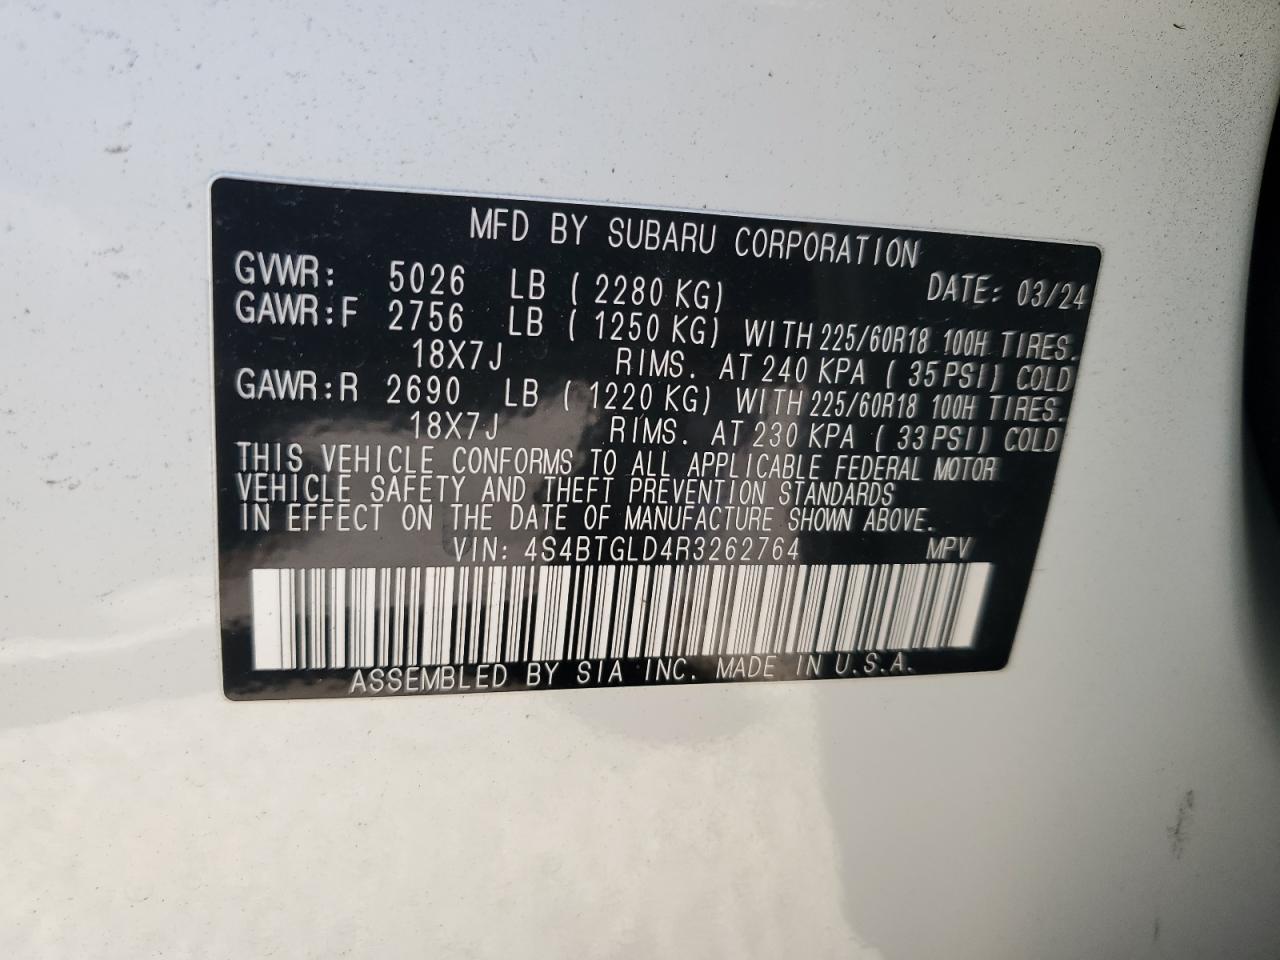 MFD BY SUBARU CORPORATION
GVWR: 5026 LB ( 2280 KG) DATE: 03/24
GAWR:F 2756 LB ( 1250 KG) WITH 225/60R18 100H TIRES.
18X7J RIMS. AT 240 KPA ( 35PSI) COLD
GAWR:R 2690 LB ( 1220 KG) WITH 225/60R18 100H TIRES.
18X7J RIMS. AT 230 KPA ( 33PSI) COLD
THIS VEHICLE CONFORMS TO ALL APPLICABLE FEDERAL MOTOR
VEHICLE SAFETY AND THEFT PREVENTION STANDARDS
IN EFFECT ON THE DATE OF MANUFACTURE SHOWN ABOVE.
VIN: 4S4BTGLD4R3262764 MPV
ASSEMBLED BY SIA INC. MADE IN U.S.A.